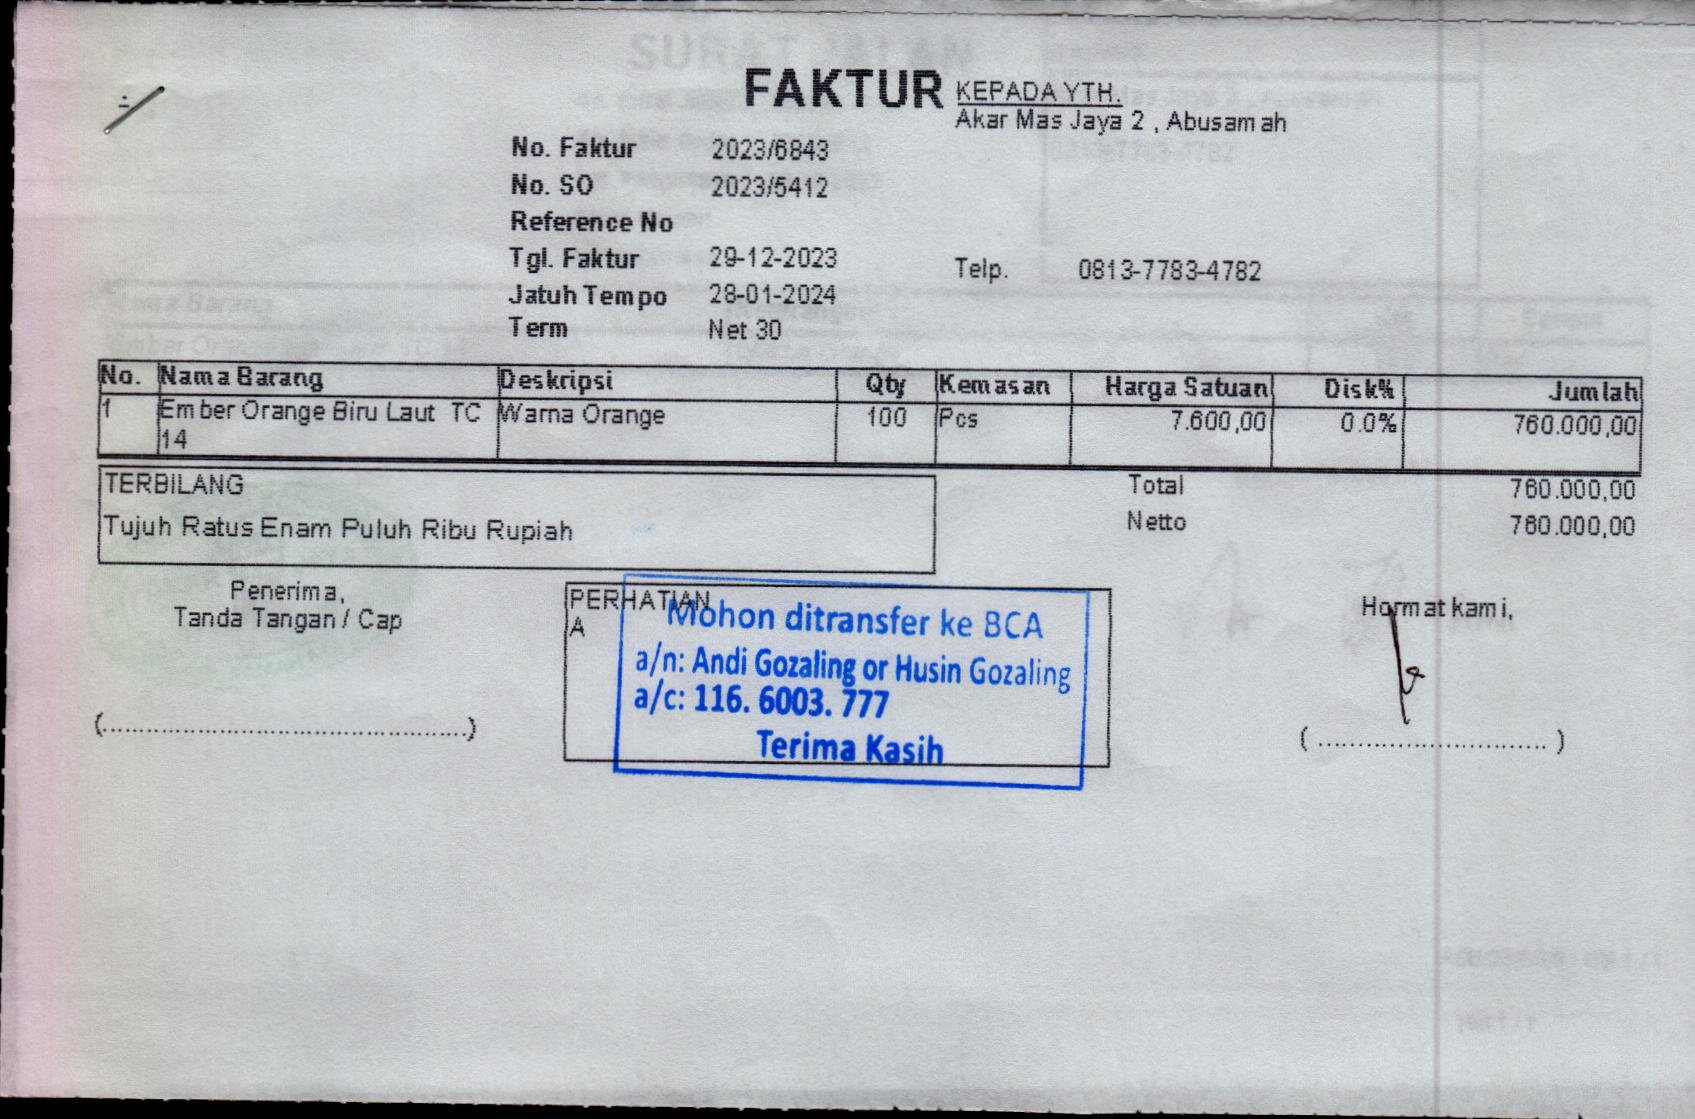 FAKTUR
KEPADA YTH.
Akar Mas Jaya 2 , Abusamah
No. Faktur 2023/6843
No. SO 2023/5412
Reference No
Tgl. Faktur 29-12-2023
Telp. 0813-7783-4782
Jatuh Tempo 28-01-2024
Term Net 30
No. Nama Barang Deskripsi Qty Kemasan Harga Satuan Disk% Jumlah
1 Ember Orange Biru Laut TC Warna Orange 100 Pcs 7.600,00 0.0% 760.000,00
14
TERBILANG Total 760.000,00
Tujuh Ratus Enam Puluh Ribu Rupiah Netto 760.000,00
Penerima,
Tanda Tangan / Cap
(............................................)
PERHATIAN
A
Mohon ditransfer ke BCA
a/n: Andi Gozaling or Husin Gozaling
a/c: 116. 6003. 777
Terima Kasih
Hormat kami,
( ............................ )